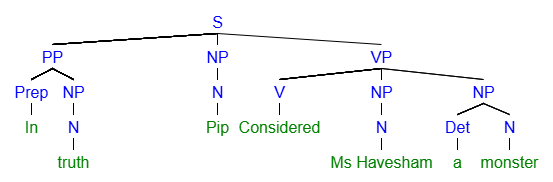 S
PP NP VP
Prep NP N V NP NP
In N Pip Considered N Det N
truth Ms Havesham a monster